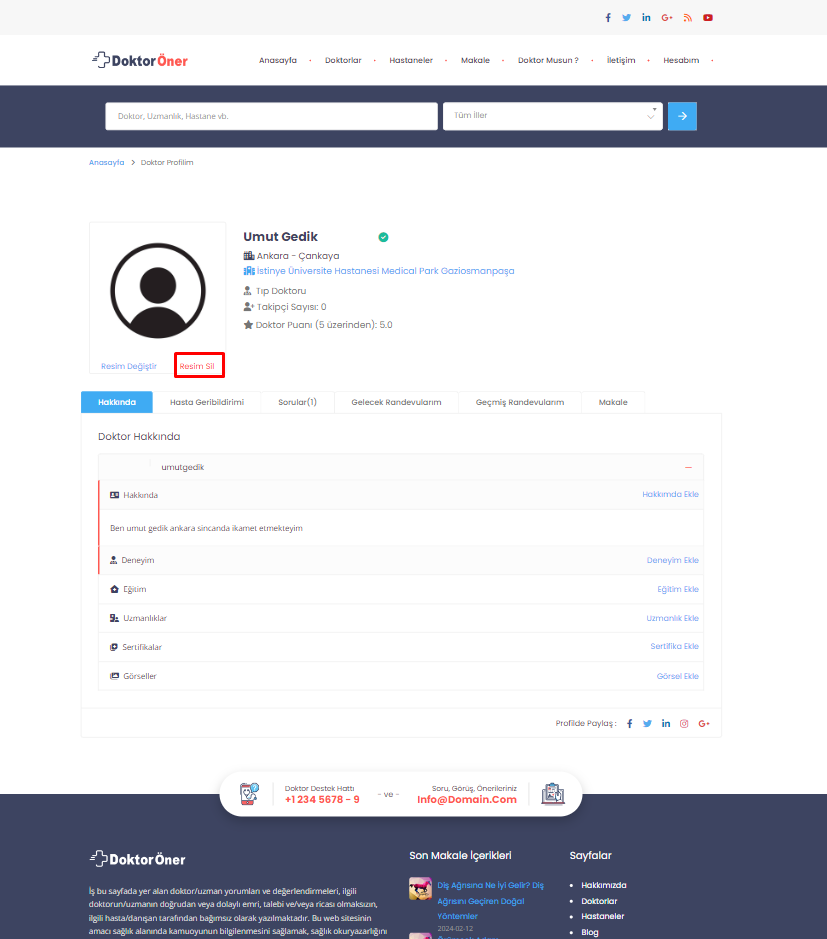 DoktorÖner
Anasayfa • Doktorlar • Hastaneler • Makale • Doktor Musun ? • İletişim • Hesabım •
Doktor, Uzmanlık, Hastane vb.
Tüm İller
Anasayfa > Doktor Profilim
Umut Gedik
Ankara - Çankaya
İstinye Üniversite Hastanesi Medical Park Gaziosmanpaşa
Tıp Doktoru
Takipçi Sayısı: 0
Doktor Puanı (5 üzerinden): 5.0
Resim Değiştir
Resim Sil
Hakkında
Hasta Geribildirimi
Sorular(1)
Gelecek Randevularım
Geçmiş Randevularım
Makale
Doktor Hakkında
umutgedik
Hakkında
Hakkımda Ekle
Ben umut gedik ankara sincanda ikamet etmekteyim
Deneyim
Deneyim Ekle
Eğitim
Eğitim Ekle
Uzmanlıklar
Uzmanlık Ekle
Sertifikalar
Sertifika Ekle
Görseller
Görsel Ekle
Profilde Paylaş :
Doktor Destek Hattı
+1 234 5678 - 9
- ve -
Soru, Görüş, Önerileriniz
Info@Domain.Com
DoktorÖner
İş bu sayfada yer alan doktor/uzman yorumları ve değerlendirmeleri, ilgili
doktorun/uzmanın doğrudan veya dolaylı emri, talebi ve/veya ricası olmaksızın,
ilgili hasta/danışan tarafından bağımsız olarak yazılmaktadır. Bu web sitesinin
amacı sağlık alanında kamuoyunun bilgilenmesini sağlamak, sağlık okuryazarlığını
Son Makale İçerikleri
Diş Ağrısına Ne İyi Gelir? Diş
Ağrısını Geçiren Doğal
Yöntemler
2024-02-12
Sayfalar
Hakkımızda
Doktorlar
Hastaneler
Blog